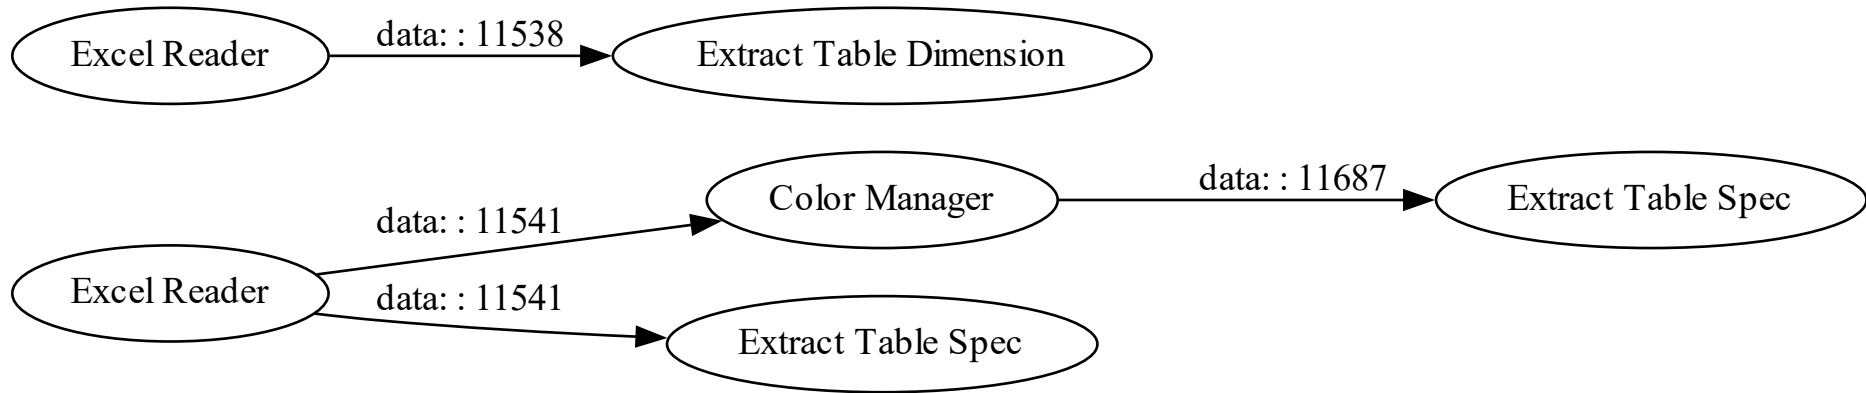 Excel Reader
data: : 11538
Extract Table Dimension
Color Manager
data: : 11687
Extract Table Spec
data: : 11541
Excel Reader
data: : 11541
Extract Table Spec